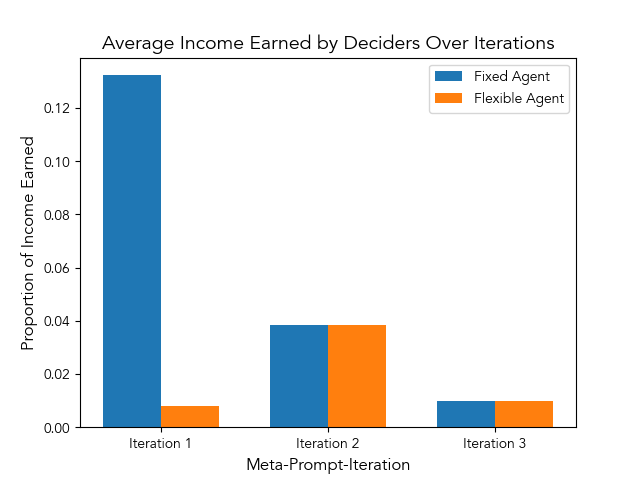 Average Income Earned by Deciders Over Iterations
Fixed Agent
Flexible Agent
Proportion of Income Earned
0.12
0.10
0.08
0.06
0.04
0.02
0.00
Iteration 1
Iteration 2
Iteration 3
Meta-Prompt-Iteration